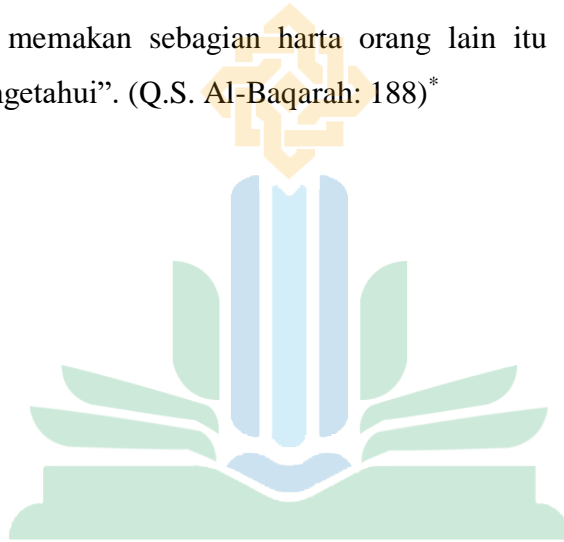 memakan sebagian harta orang lain itu
ngetahui”. (Q.S. Al-Baqarah: 188)*